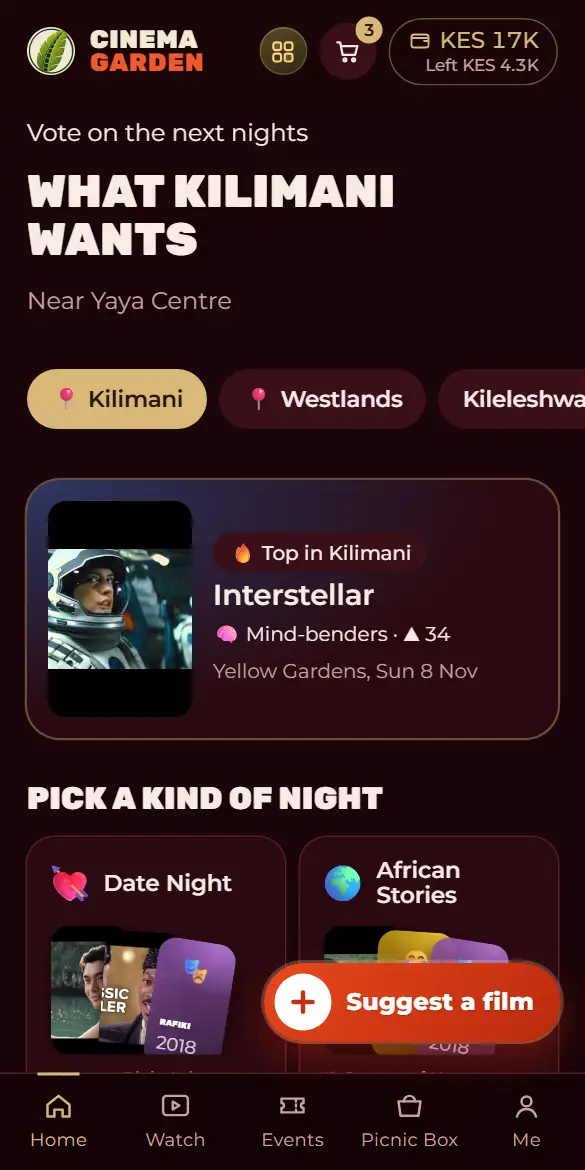 CINEMA
GARDEN
3
KES 17K
Left KES 4.3K
Vote on the next nights
WHAT KILIMANI
WANTS
Near Yaya Centre
Kilimani
Westlands
Kileleshwa
Top in Kilimani
Interstellar
Mind-benders · ▲ 34
Yellow Gardens, Sun 8 Nov
PICK A KIND OF NIGHT
Date Night
African
Stories
RAFIKI
2018
2018
Suggest a film
Home
Watch
Events
Picnic Box
Me